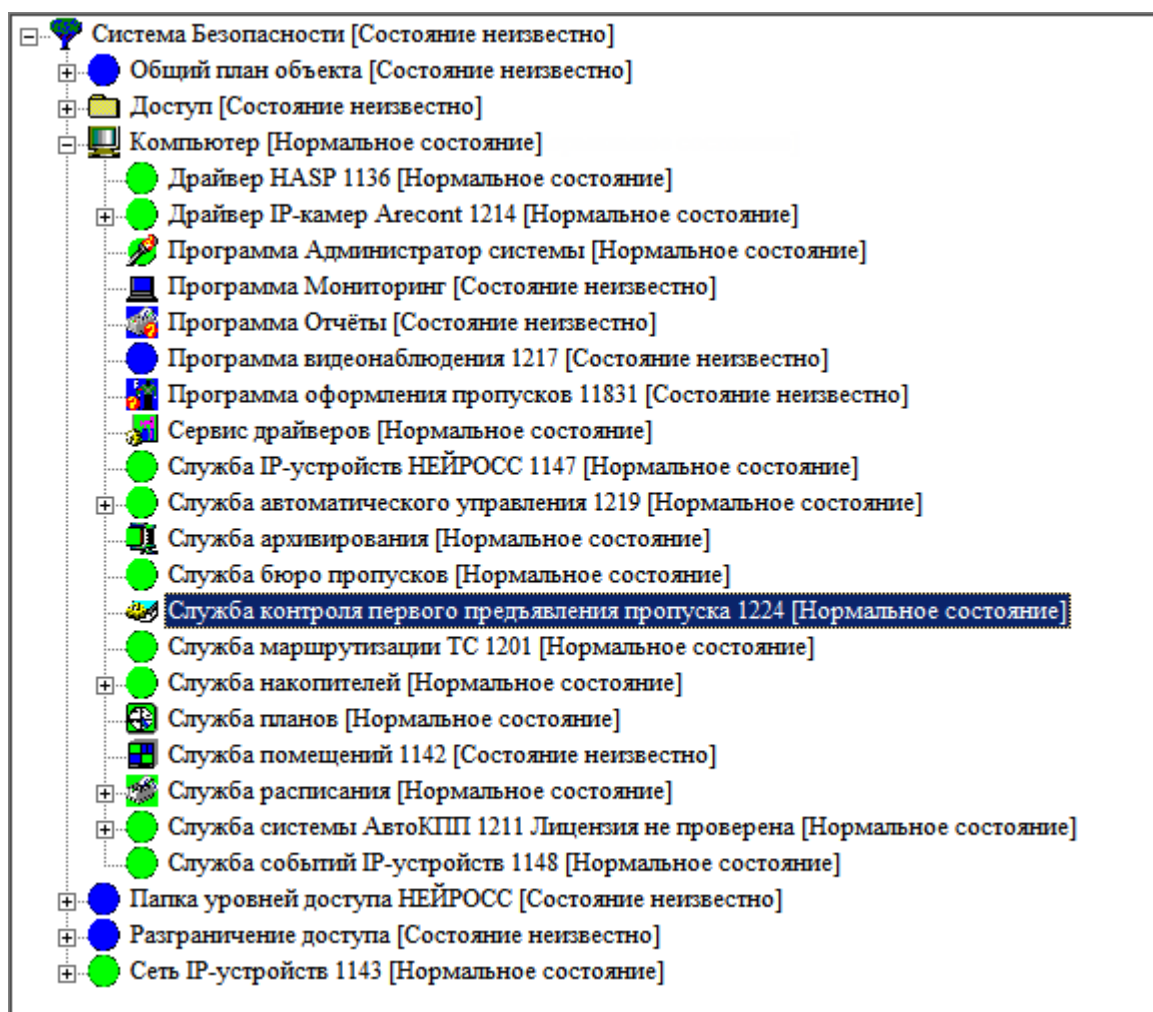 Система Безопасности [Состояние неизвестно]
Общий план объекта [Состояние неизвестно]
Доступ [Состояние неизвестно]
Компьютер [Нормальное состояние]
Драйвер HASP 1136 [Нормальное состояние]
Драйвер IP-камер Arecont 1214 [Нормальное состояние]
Программа Администратор системы [Нормальное состояние]
Программа Мониторинг [Состояние неизвестно]
Программа Отчёты [Состояние неизвестно]
Программа видеонаблюдения 1217 [Состояние неизвестно]
Программа оформления пропусков 11831 [Состояние неизвестно]
Сервис драйверов [Нормальное состояние]
Служба IP-устройств НЕЙРОСС 1147 [Нормальное состояние]
Служба автоматического управления 1219 [Нормальное состояние]
Служба архивирования [Нормальное состояние]
Служба бюро пропусков [Нормальное состояние]
Служба контроля первого предъявления пропуска 1224 [Нормальное состояние]
Служба маршрутизации ТС 1201 [Нормальное состояние]
Служба накопителей [Нормальное состояние]
Служба планов [Нормальное состояние]
Служба помещений 1142 [Состояние неизвестно]
Служба расписания [Нормальное состояние]
Служба системы АвтоКПП 1211 Лицензия не проверена [Нормальное состояние]
Служба событий IP-устройств 1148 [Нормальное состояние]
Папка уровней доступа НЕЙРОСС [Состояние неизвестно]
Разграничение доступа [Состояние неизвестно]
Сеть IP-устройств 1143 [Нормальное состояние]